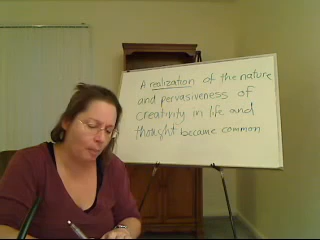 A realization of the nature
and pervasiveness of
creativity in life and
thought became common